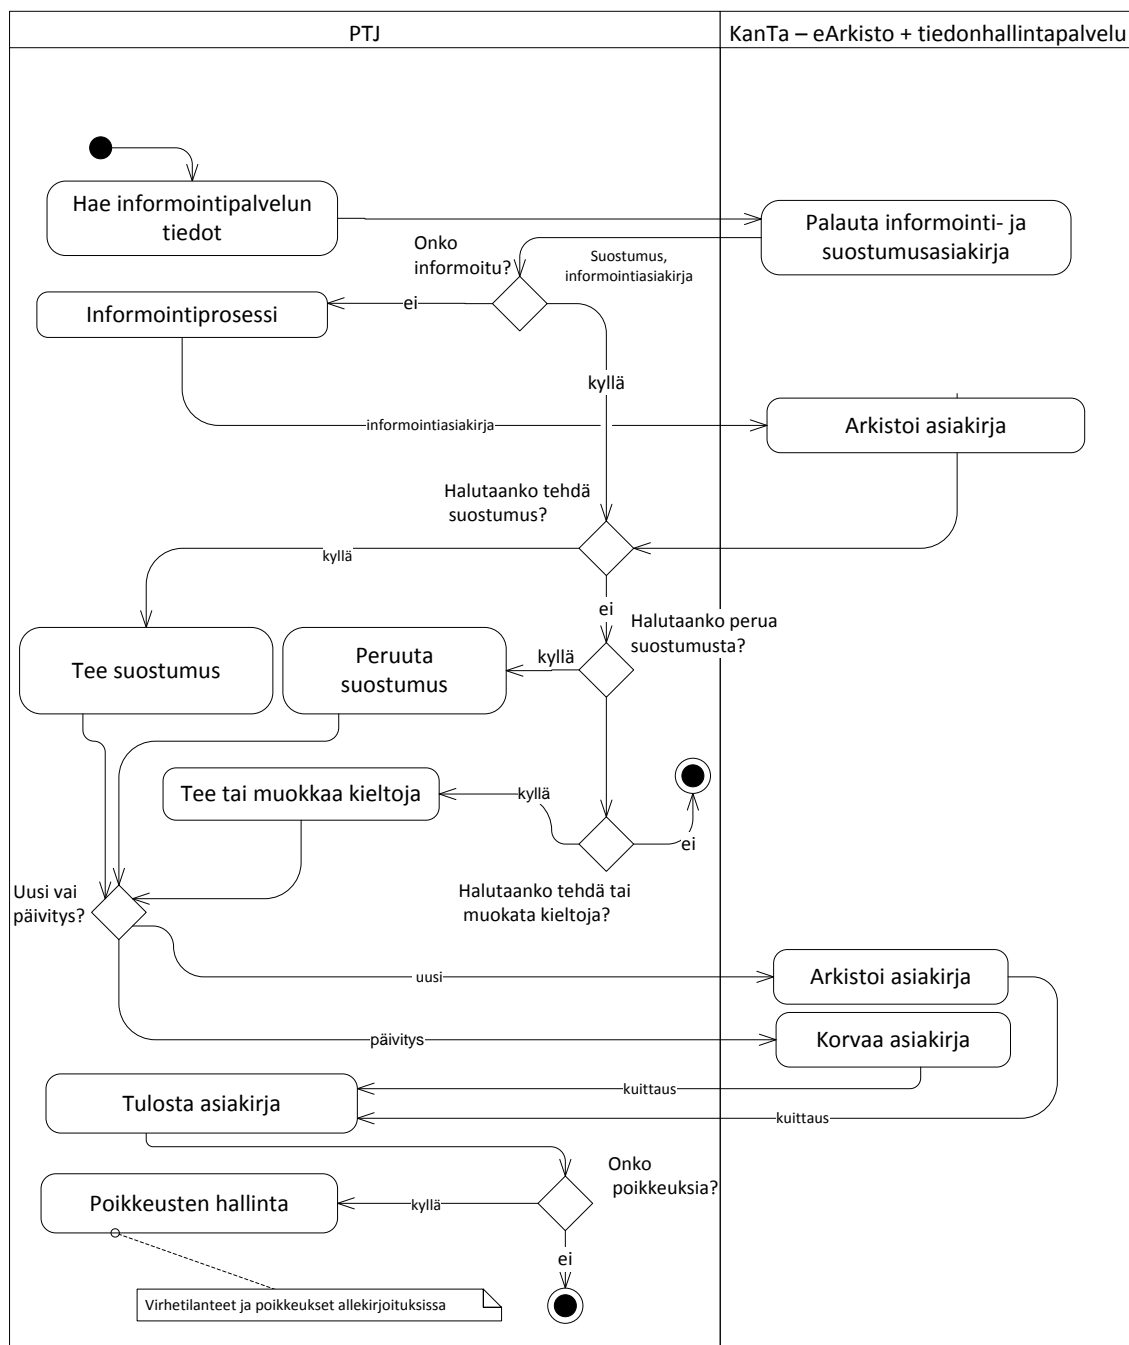 PTJ
KanTa – eArkisto + tiedonhallintapalvelu
Hae informointipalvelun
tiedot
Palauta informointi- ja
suostumusasiakirja
Onko
informoitu?
Suostumus,
informointiasiakirja
Informointiprosessi
ei
kyllä
informointiasiakirja
Arkistoi asiakirja
Halutaanko tehdä
suostumus?
kyllä
ei
Halutaanko perua
suostumusta?
Tee suostumus
Peruuta
suostumus
kyllä
Tee tai muokkaa kieltoja
kyllä
ei
Halutaanko tehdä tai
muokata kieltoja?
Uusi vai
päivitys?
uusi
Arkistoi asiakirja
päivitys
Korvaa asiakirja
kuittaus
Tulosta asiakirja
kuittaus
Onko
poikkeuksia?
Poikkeusten hallinta
kyllä
ei
Virhetilanteet ja poikkeukset allekirjoituksissa